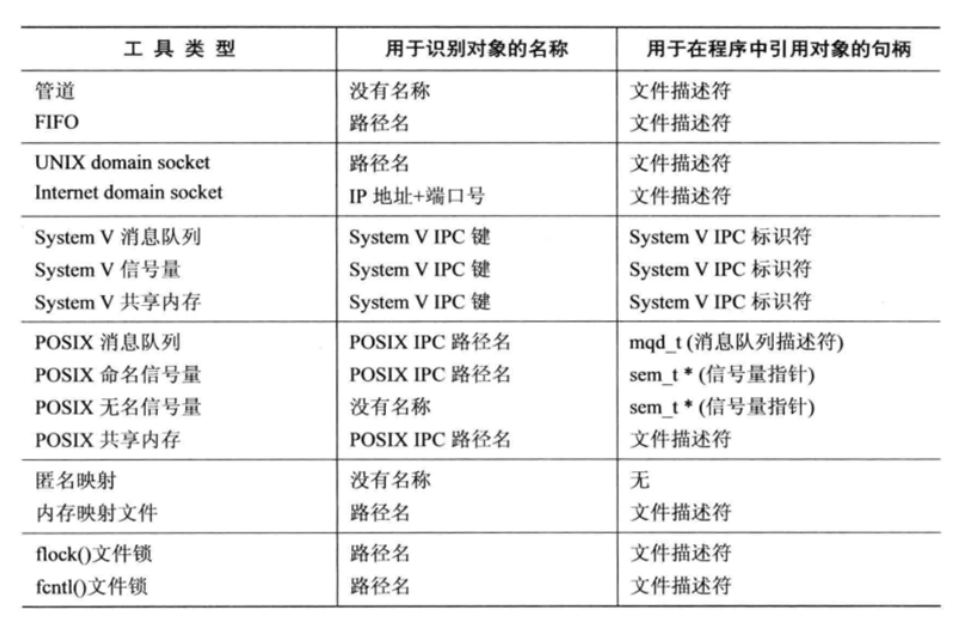 工具类型 用于识别对象的名称 用于在程序中引用对象的句柄
管道 没有名称 文件描述符
FIFO 路径名 文件描述符
UNIX domain socket 路径名 文件描述符
Internet domain socket IP 地址+端口号 文件描述符
System V 消息队列 System V IPC 键 System V IPC 标识符
System V 信号量 System V IPC 键 System V IPC 标识符
System V 共享内存 System V IPC 键 System V IPC 标识符
POSIX 消息队列 POSIX IPC 路径名 mqd_t (消息队列描述符)
POSIX 命名信号量 POSIX IPC 路径名 sem_t * (信号量指针)
POSIX 无名信号量 没有名称 sem_t * (信号量指针)
POSIX 共享内存 POSIX IPC 路径名 文件描述符
匿名映射 没有名称 无
内存映射文件 路径名 文件描述符
flock()文件锁 路径名 文件描述符
fcntl()文件锁 路径名 文件描述符